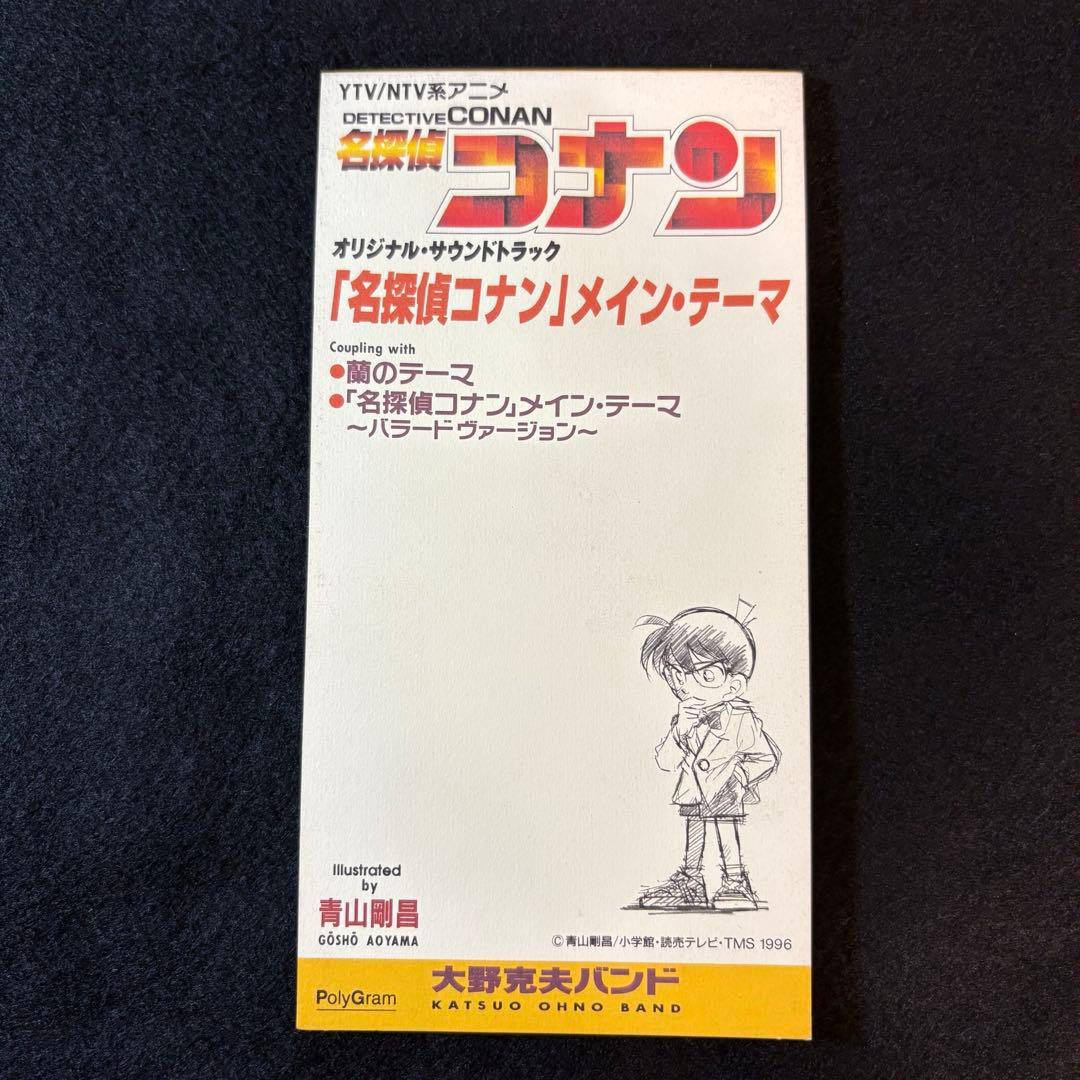 YTV/NTV系アニメ
DETECTIVE CONAN
名探偵コナン
オリジナル・サウンドトラック
「名探偵コナン」メイン・テーマ
Coupling with
●蘭のテーマ
●「名探偵コナン」メイン・テーマ
～バラードヴァージョン～
Illustrated
by
青山剛昌
GŌSHŌ AOYAMA
©青山剛昌/小学館・読売テレビ・TMS 1996
PolyGram
大野克夫バンド
KATSUO OHNO BAND